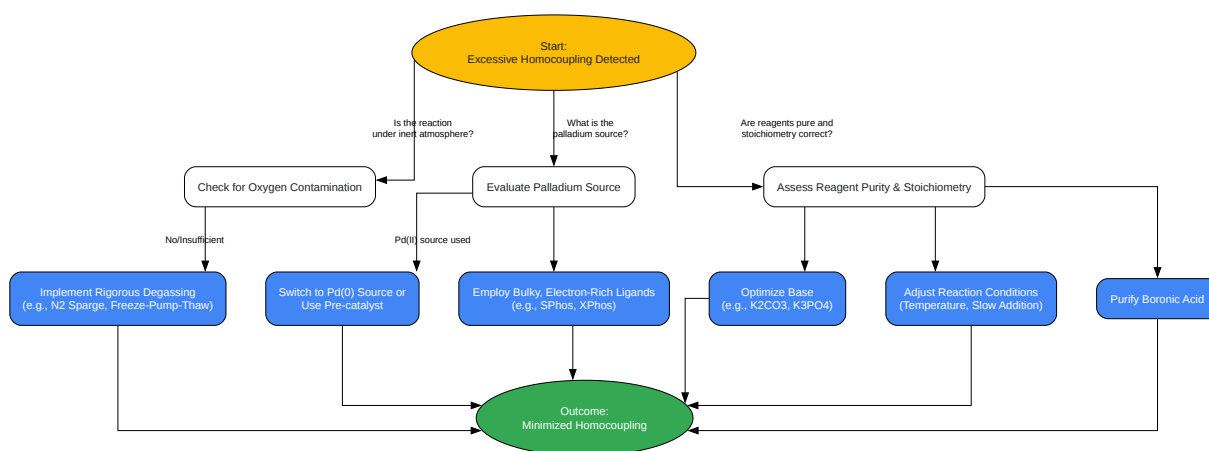 Start:
Excessive Homocoupling Detected
Is the reaction
under inert atmosphere?
What is the
palladium source?
Are reagents pure and
stoichiometry correct?
Check for Oxygen Contamination
Evaluate Palladium Source
Assess Reagent Purity & Stoichiometry
No/Insufficient
Pd(II) source used
Implement Rigorous Degassing
(e.g., N2 Sparge, Freeze-Pump-Thaw)
Switch to Pd(0) Source or
Use Pre-catalyst
Employ Bulky, Electron-Rich Ligands
(e.g., SPhos, XPhos)
Optimize Base
(e.g., K2CO3, K3PO4)
Adjust Reaction Conditions
(Temperature, Slow Addition)
Purify Boronic Acid
Outcome:
Minimized Homocoupling